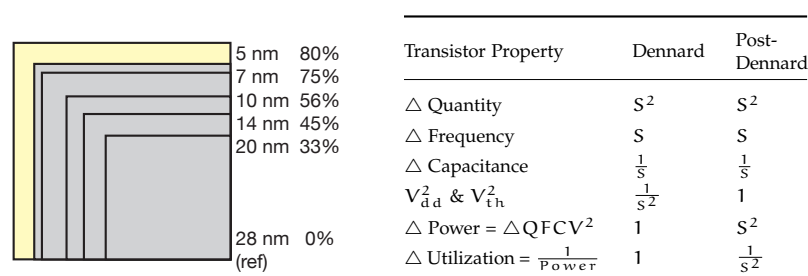 5 nm 80%
7 nm 75%
10 nm 56%
14 nm 45%
20 nm 33%
28 nm 0%
(ref)
Transistor Property Dennard Post-
Dennard
△ Quantity S² S²
△ Frequency S S
△ Capacitance 1/S 1/S
V²dd & V²th 1/S² 1
△ Power = △QFCV² 1 S²
△ Utilization = 1/Power 1 1/S²